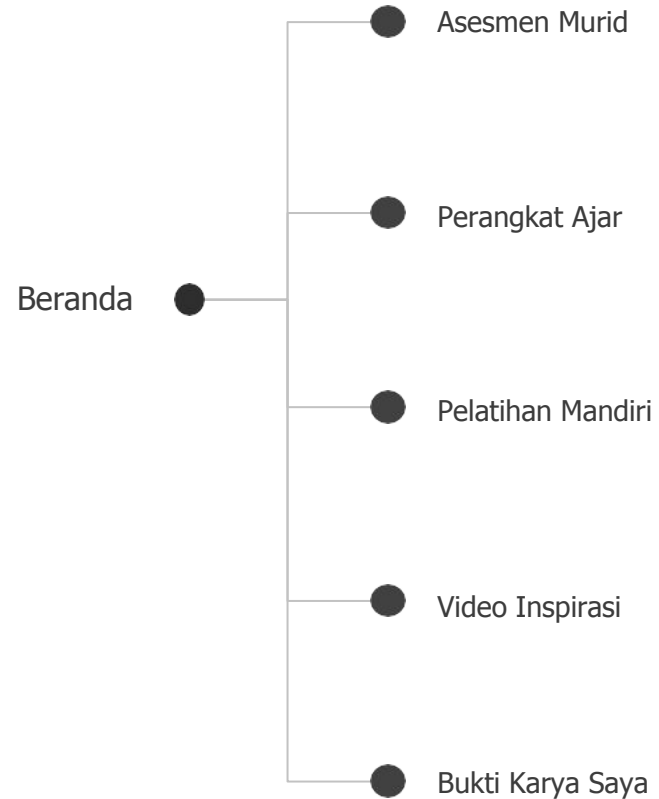 Beranda
Asesmen Murid
Perangkat Ajar
Pelatihan Mandiri
Video Inspirasi
Bukti Karya Saya